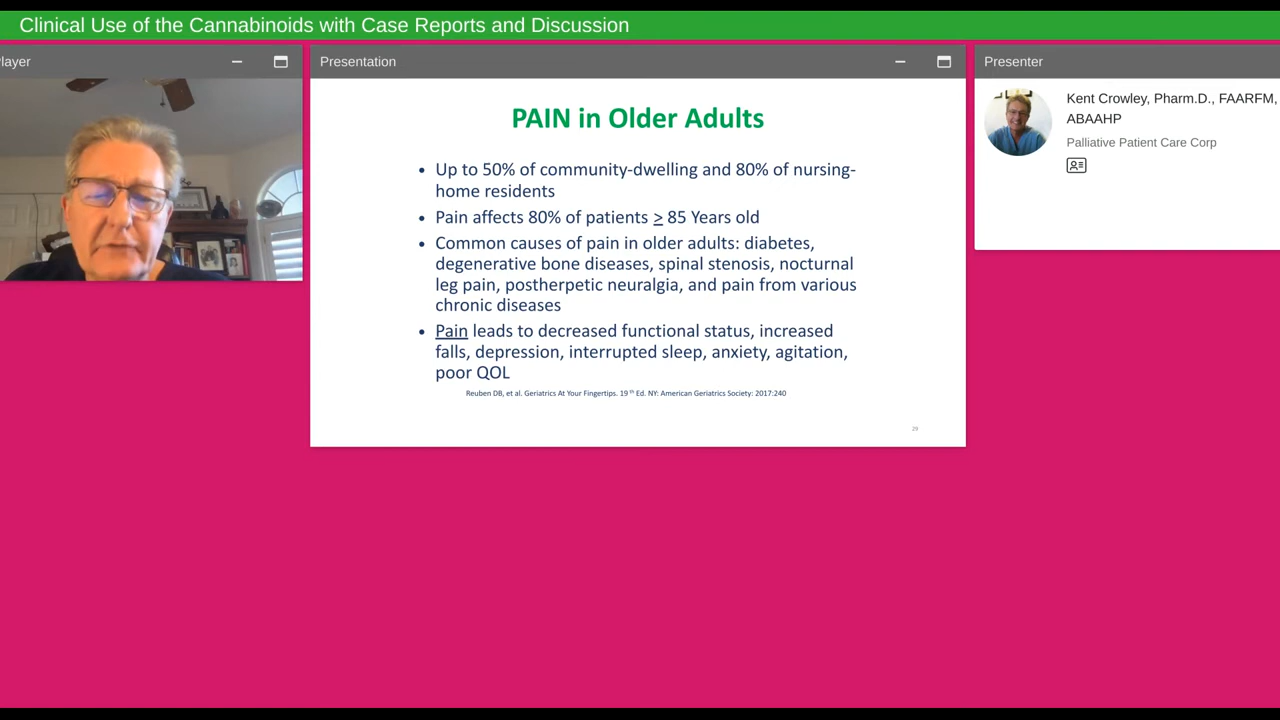 Clinical Use of the Cannabinoids with Case Reports and Discussion
layer
Presentation
PAIN in Older Adults
• Up to 50% of community-dwelling and 80% of nursing-
home residents
• Pain affects 80% of patients > 85 Years old
• Common causes of pain in older adults: diabetes,
degenerative bone diseases, spinal stenosis, nocturnal
leg pain, postherpetic neuralgia, and pain from various
chronic diseases
• Pain leads to decreased functional status, increased
falls, depression, interrupted sleep, anxiety, agitation,
poor QOL
Reuben DB, et al. Geriatrics At Your Fingertips. 19 th Ed. NY: American Geriatrics Society: 2017:240
29
Presenter
Kent Crowley, Pharm.D., FAARFM,
ABAAHP
Palliative Patient Care Corp